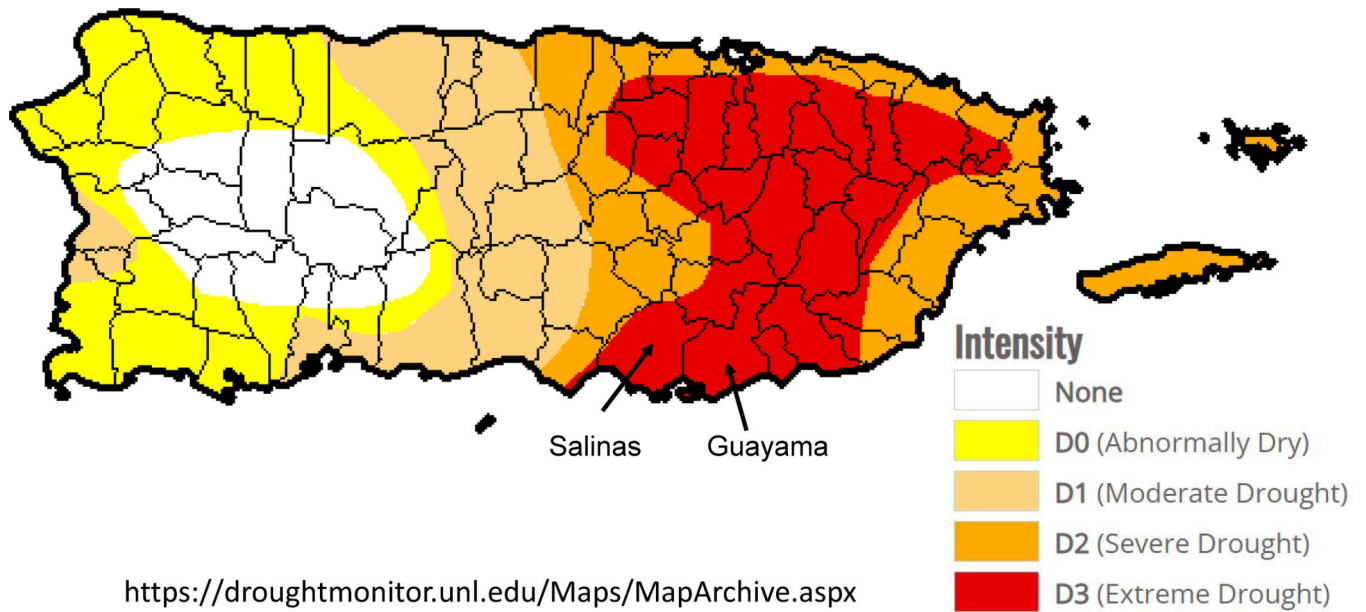 Salinas
Guayama
Intensity
None
D0 (Abnormally Dry)
D1 (Moderate Drought)
D2 (Severe Drought)
D3 (Extreme Drought)
https://droughtmonitor.unl.edu/Maps/MapArchive.aspx